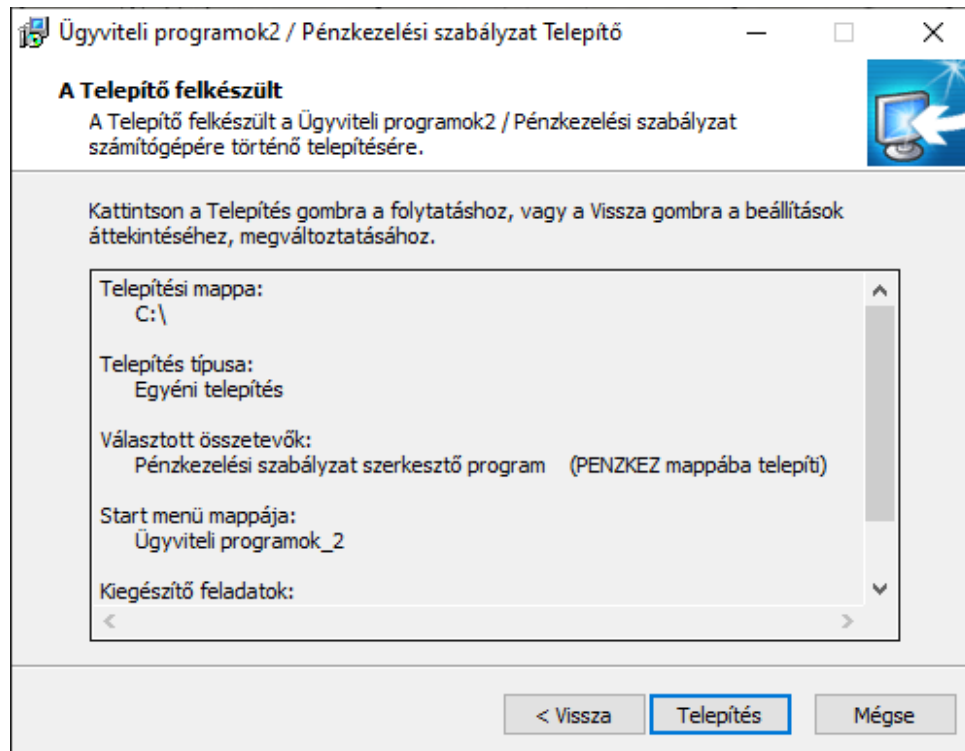 Ügyviteli programok2 / Pénzkezelési szabályzat Telepítő
A Telepítő felkészült
A Telepítő felkészült a Ügyviteli programok2 / Pénzkezelési szabályzat
számítógépére történő telepítésére.
Kattintson a Telepítés gombra a folytatáshoz, vagy a Vissza gombra a beállítások
áttekintéséhez, megváltoztatásához.
Telepítési mappa:
C:\
Telepítés típusa:
Egyéni telepítés
Választott összetevők:
Pénzkezelési szabályzat szerkesztő program (PENZKEZ mappába telepíti)
Start menü mappája:
Ügyviteli programok_2
Kiegészítő feladatok:
< Vissza Telepítés Mégse